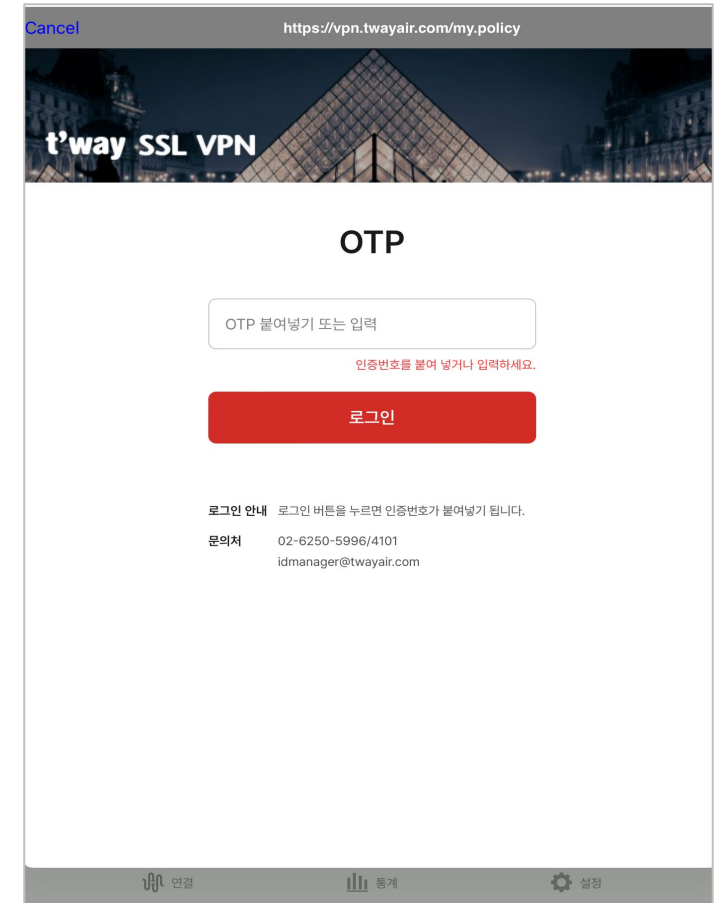 Cancel
https://vpn.twayair.com/my.policy
t'way SSL VPN
OTP
OTP 붙여넣기 또는 입력
인증번호를 붙여 넣거나 입력하세요.
로그인
로그인 안내 로그인 버튼을 누르면 인증번호가 붙여넣기 됩니다.
문의처 02-6250-5996/4101
idmanager@twayair.com
연결 통계 설정